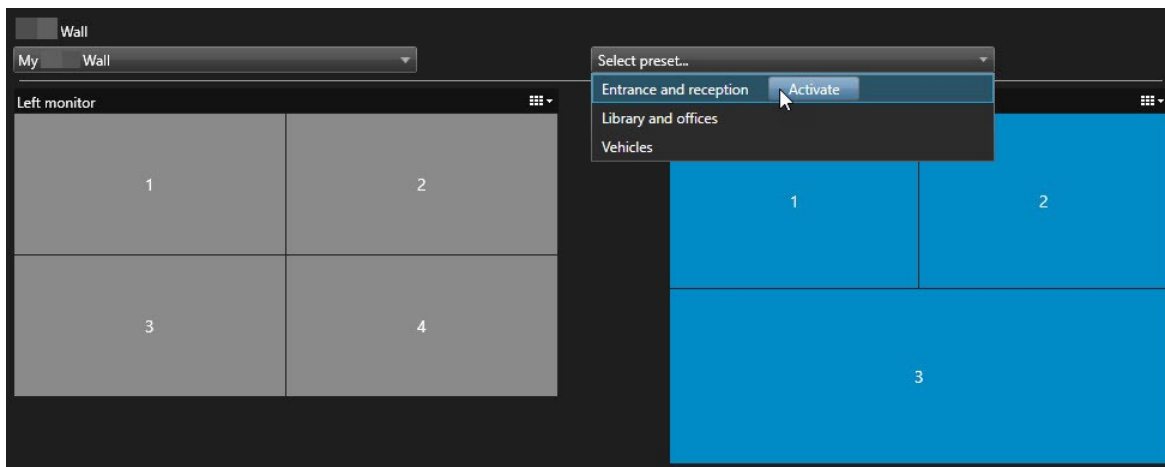 Wall
My Wall
Select preset...
Entrance and reception Activate
Library and offices
Vehicles
Left monitor
1 2
3 4
1 2
3